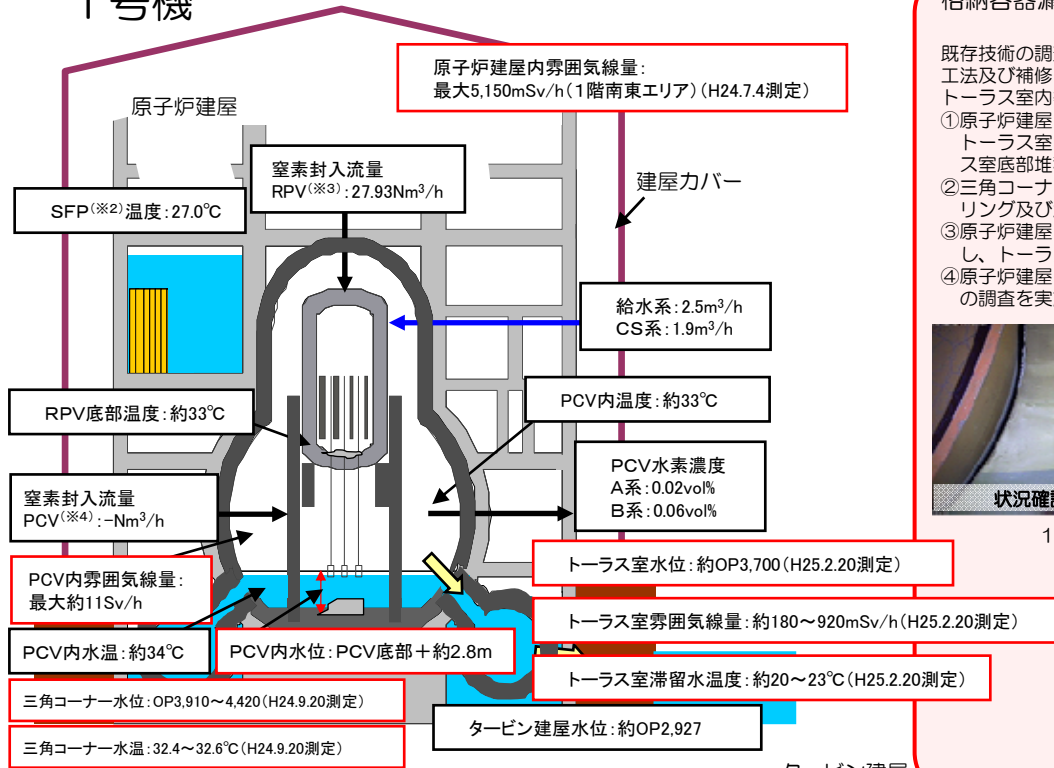 1号機
原子炉建屋内雰囲気線量:
最大5,150mSv/h(1階南東エリア)(H24.7.4測定)
原子炉建屋
窒素封入流量
RPV(※3):27.93Nm³/h
建屋カバー
SFP(※2)温度:27.0℃
給水系:2.5m³/h
CS系:1.9m³/h
RPV底部温度:約33℃
PCV内温度:約33℃
PCV水素濃度
A系:0.02vol%
B系:0.06vol%
窒素封入流量
PCV(※4):-Nm³/h
PCV内雰囲気線量:
最大約11Sv/h
トーラス室水位:約OP3,700(H25.2.20測定)
トーラス室雰囲気線量:約180~920mSv/h(H25.2.20測定)
PCV内水温:約34℃
PCV内水位:PCV底部+約2.8m
トーラス室滞留水温度:約20~23℃(H25.2.20測定)
三角コーナー水位:OP3,910~4,420(H24.9.20測定)
タービン建屋水位:約OP2,927
三角コーナー水温:32.4~32.6℃(H24.9.20測定)
タービン建屋
格納容器漏
既存技術の調
工法及び補修
トーラス室内
①原子炉建屋
トーラス室
ス室底部堆
②三角コーナ
リング及び
③原子炉建屋
し、トーラ
④原子炉建屋
の調査を実
状況確
1